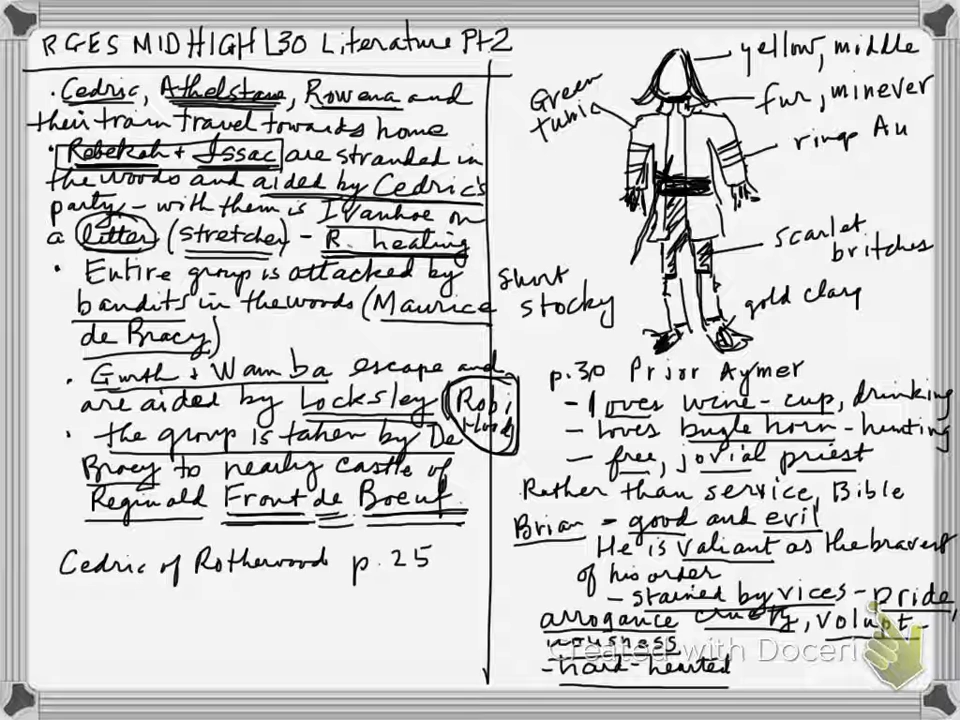 RGES MIDHIGH L30 Literature Pt2
· Cedric, Athelstane, Rowena and
their train travel towards home
· Rebekah + Issac are stranded in
the woods and aided by Cedric's
party - with them is Ivanhoe on
a litter (stretcher) - R. healing
· Entire group is attacked by
bandits in the woods (Maurice
de Bracy)
· Gurth + Wamba escape and
are aided by Locksley (Robin
Hood)
· the group is taken by De
Bracy to nearby castle of
Reginald Front de Boeuf
Cedric of Rotherwood p.25
yellow, middle
Green
tunic
fur, minever
rings Au
scarlet
britches
short
stocky
gold clasp
p.30 Prior Aymer
- loves wine-cup, drinking
- loves bugle horn - hunting
- free, jovial priest
Rather than service, Bible
Brian - good and evil
He is valiant as the bravest
of his order
- stained by vices - pride,
arrogance cruelty, volupt-
uousness
- hard-hearted
Created with Doceri